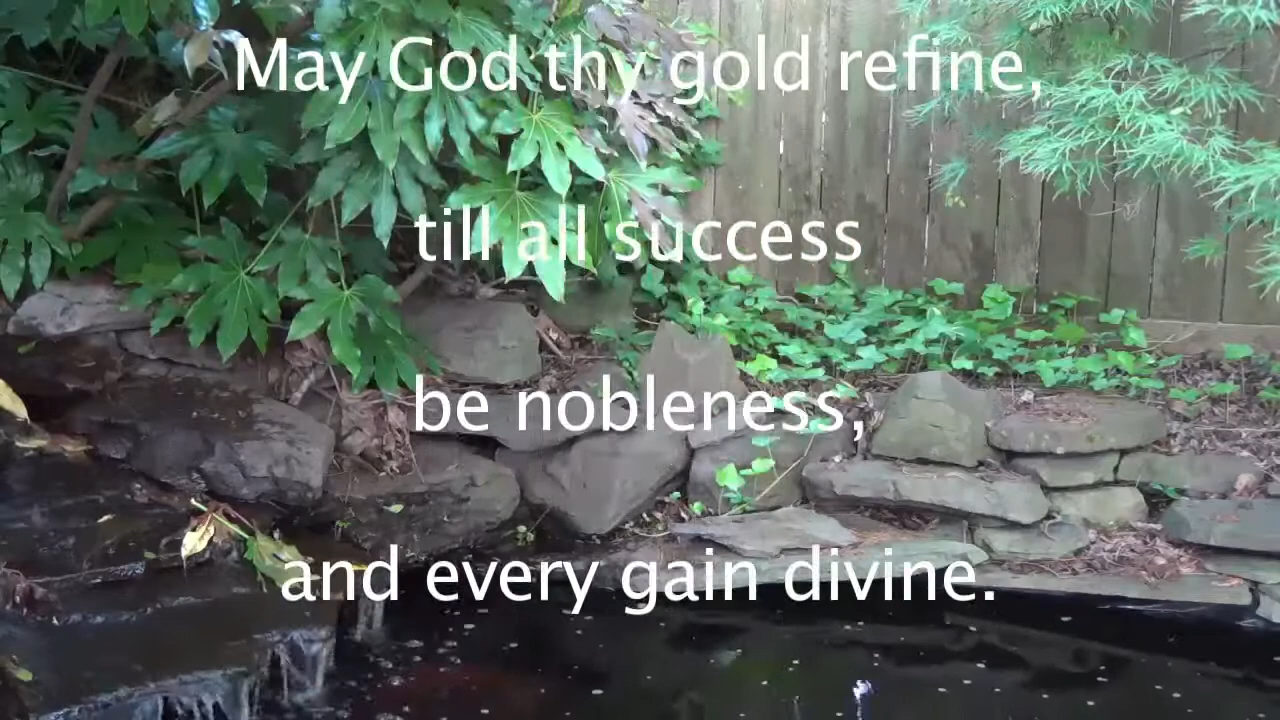 May God thy gold refine,
till all success
be nobleness,
and every gain divine.